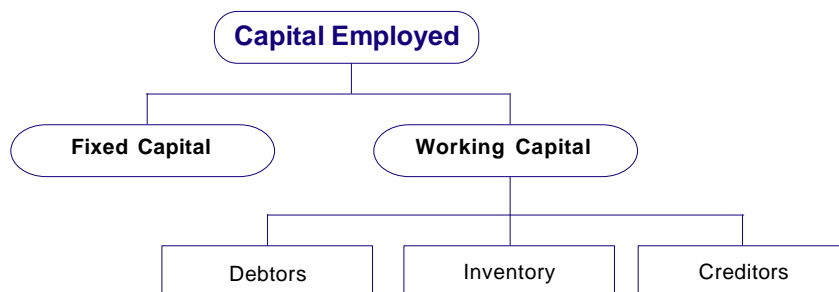 Capital Employed
Fixed Capital
Working Capital
Debtors
Inventory
Creditors